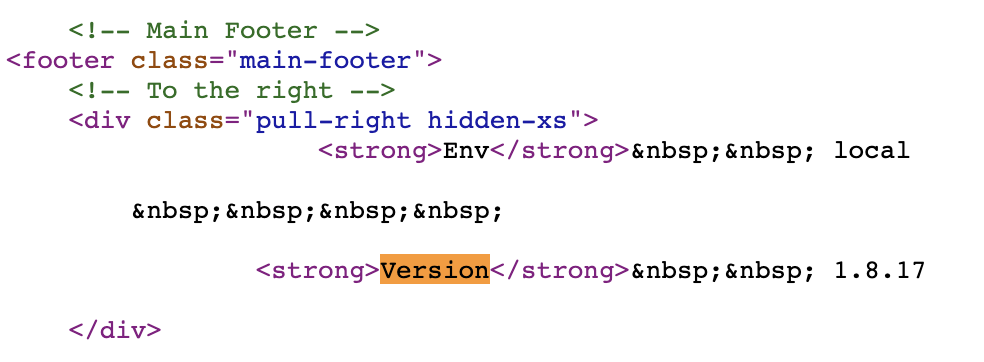 <!-- Main Footer -->
<footer class="main-footer">
<!-- To the right -->
<div class="pull-right hidden-xs">
<strong>Env</strong>&nbsp;&nbsp; local
&nbsp;&nbsp;&nbsp;&nbsp;
<strong>Version</strong>&nbsp;&nbsp; 1.8.17
</div>